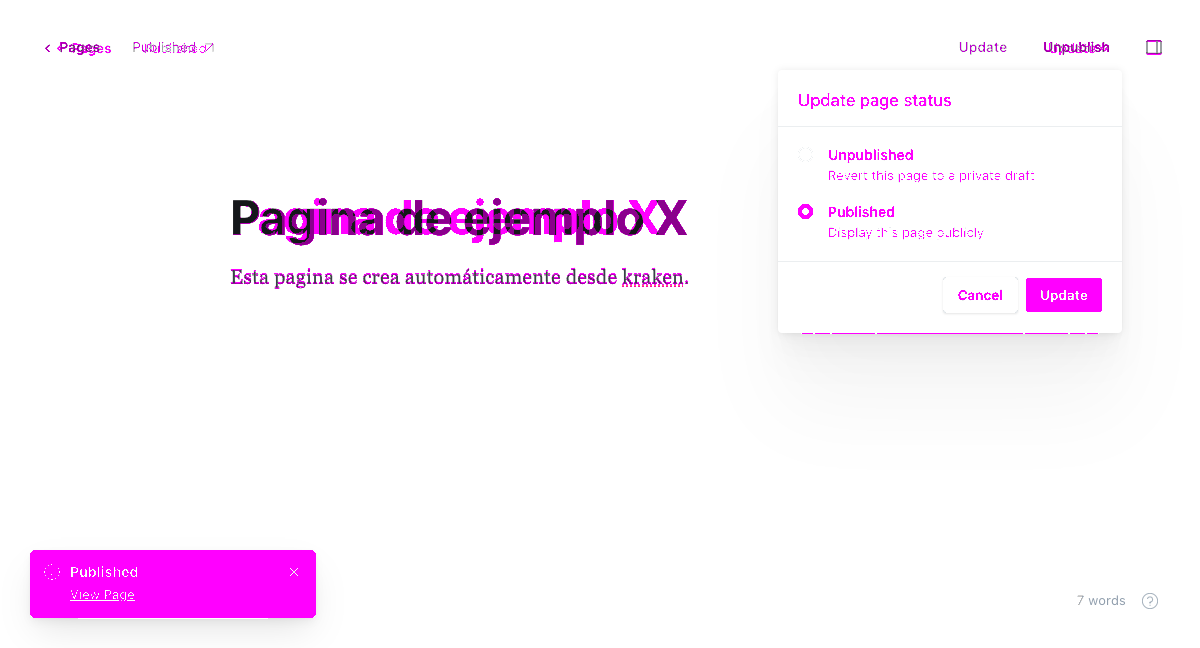 Pages Published Update Unpublish
Update page status
Unpublished
Revert this page to a private draft
Published
Display this page publicly
Cancel Update
Pagina de ejemplo X
Esta pagina se crea automáticamente desde kraken.
Published
View Page
7 words